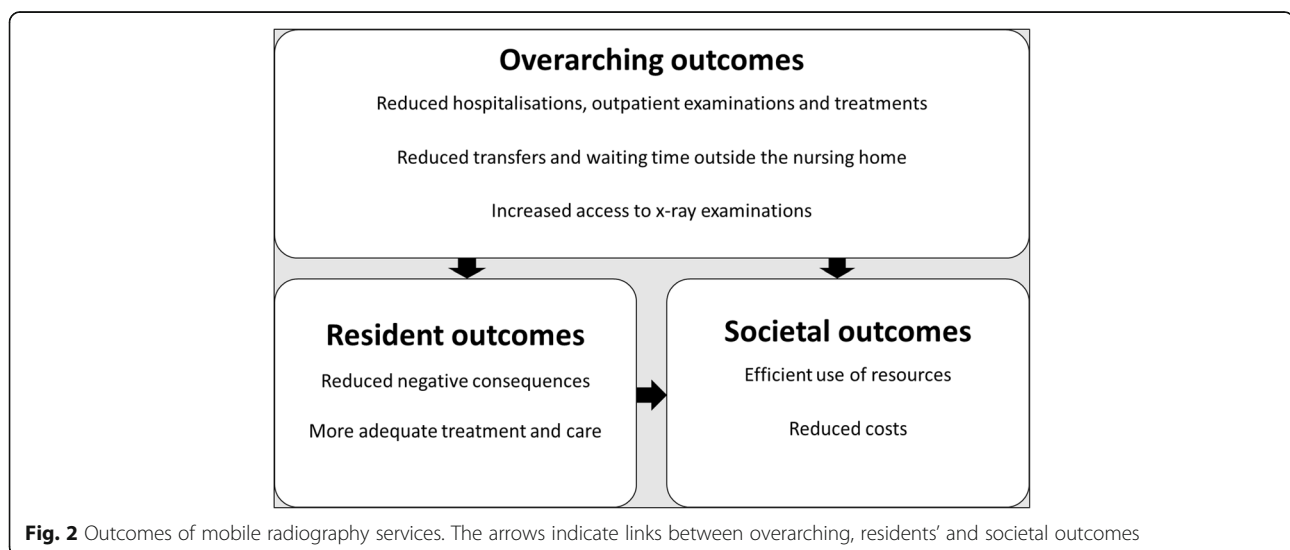 Overarching outcomes
Reduced hospitalisations, outpatient examinations and treatments
Reduced transfers and waiting time outside the nursing home
Increased access to x-ray examinations
Resident outcomes
Reduced negative consequences
More adequate treatment and care
Societal outcomes
Efficient use of resources
Reduced costs
Fig. 2 Outcomes of mobile radiography services. The arrows indicate links between overarching, residents’ and societal outcomes